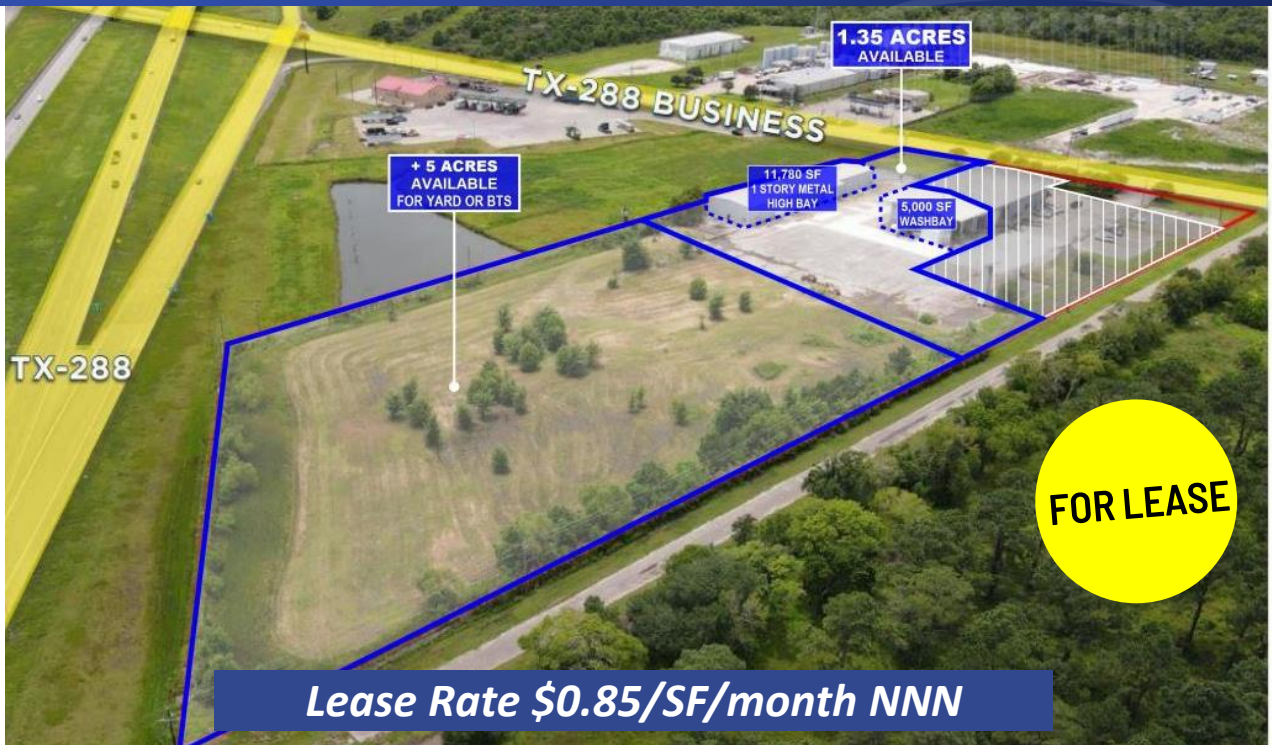 1.35 ACRES
AVAILABLE
TX-288 BUSINESS
+ 5 ACRES
AVAILABLE
FOR YARD OR BTS
11,780 SF
1 STORY METAL
HIGH BAY
5,000 SF
WASHBAY
TX-288
FOR LEASE
Lease Rate $0.85/SF/month NNN